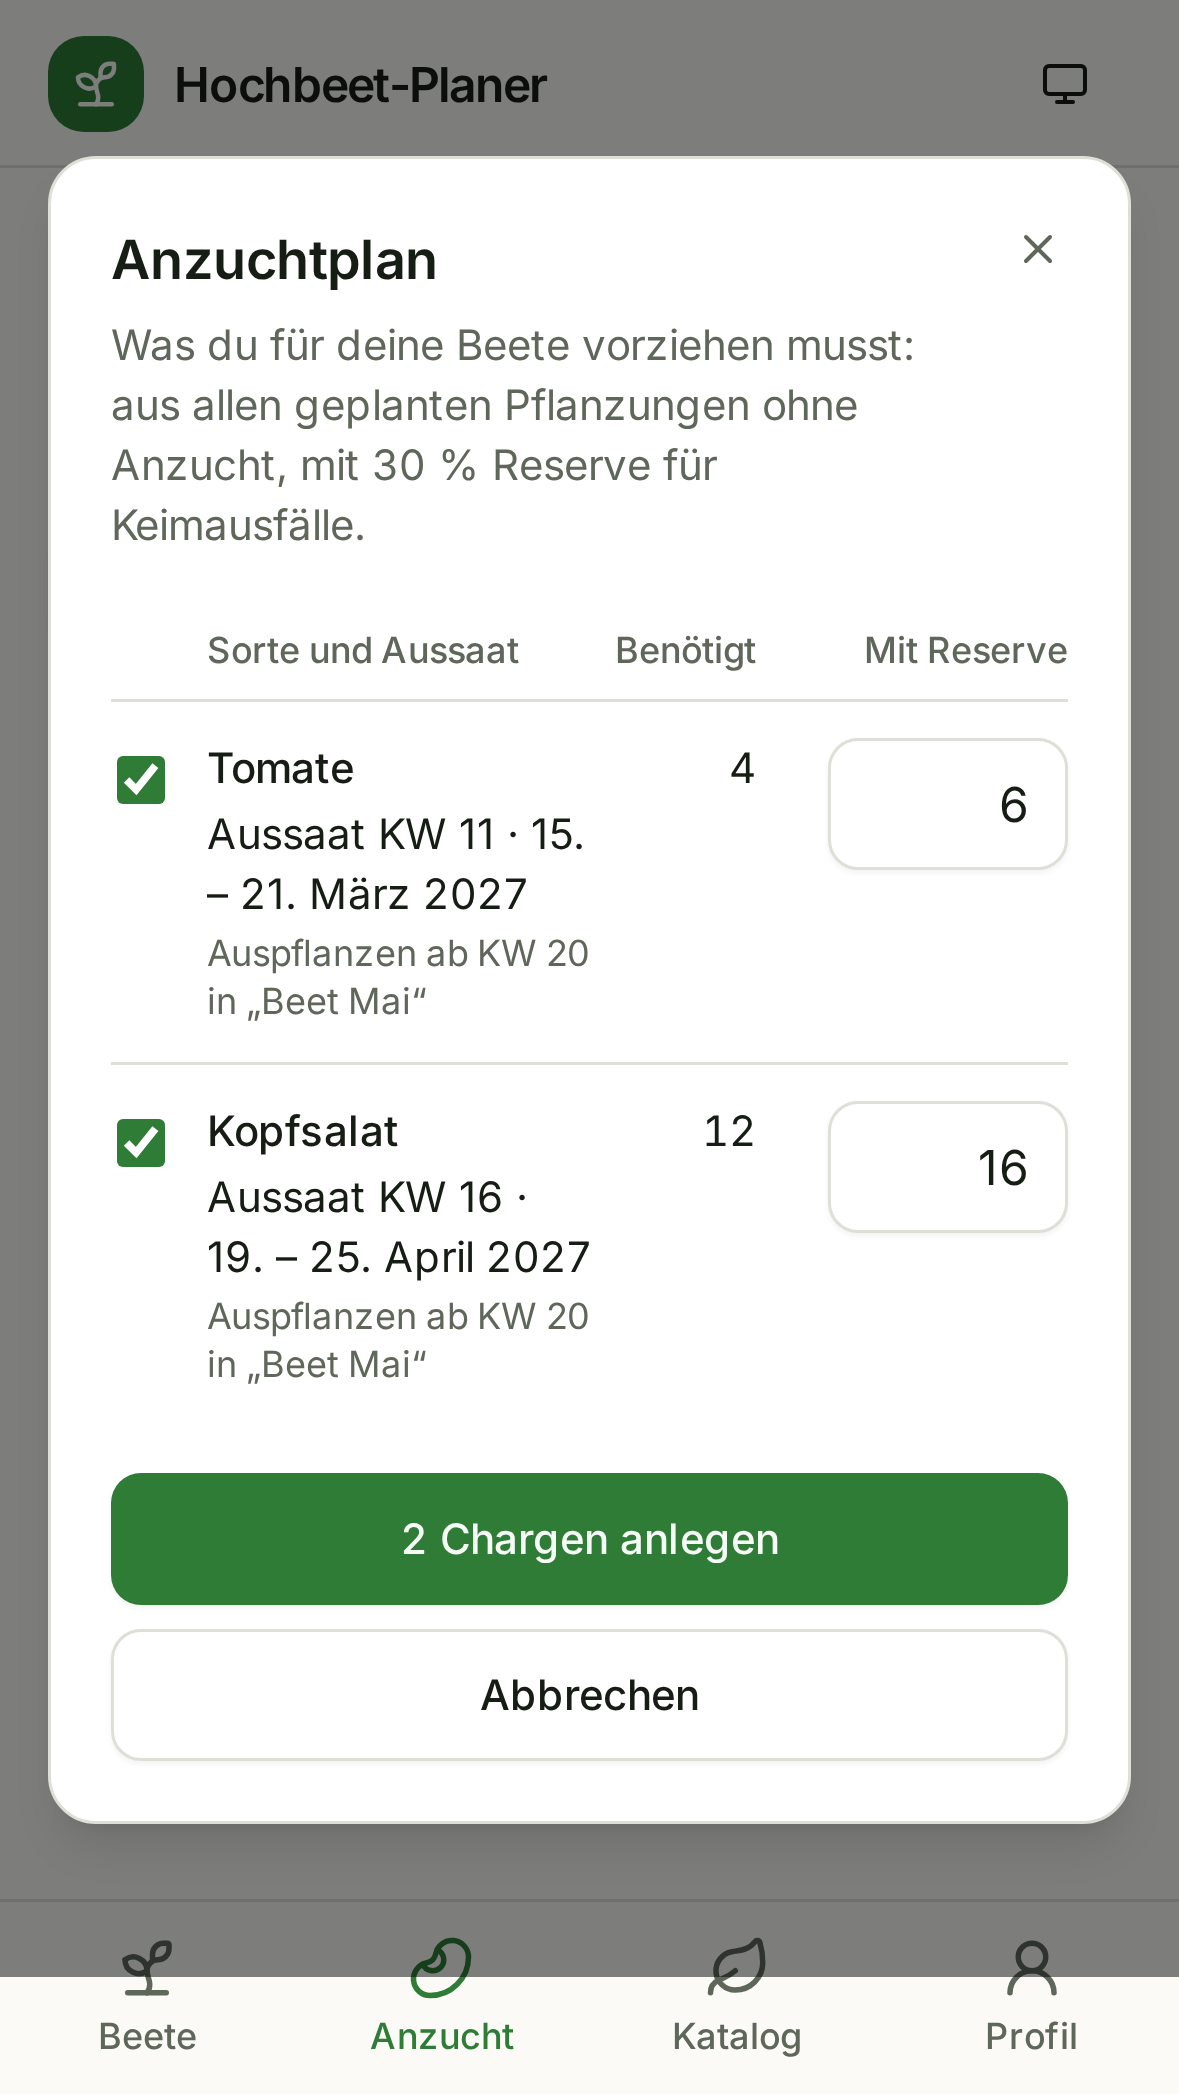 Hochbeet-Planer
Anzuchtplan
Was du für deine Beete vorziehen musst:
aus allen geplanten Pflanzungen ohne
Anzucht, mit 30 % Reserve für
Keimausfälle.
Sorte und Aussaat Benötigt Mit Reserve
Tomate 4 6
Aussaat KW 11 · 15.
– 21. März 2027
Auspflanzen ab KW 20
in „Beet Mai“
Kopfsalat 12 16
Aussaat KW 16 ·
19. – 25. April 2027
Auspflanzen ab KW 20
in „Beet Mai“
2 Chargen anlegen
Abbrechen
Beete Anzucht Katalog Profil